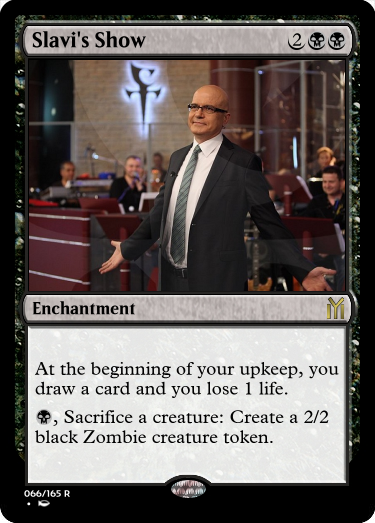 Slavi's Show 2
Enchantment
At the beginning of your upkeep, you
draw a card and you lose 1 life.
, Sacrifice a creature: Create a 2/2
black Zombie creature token.
066/165 R